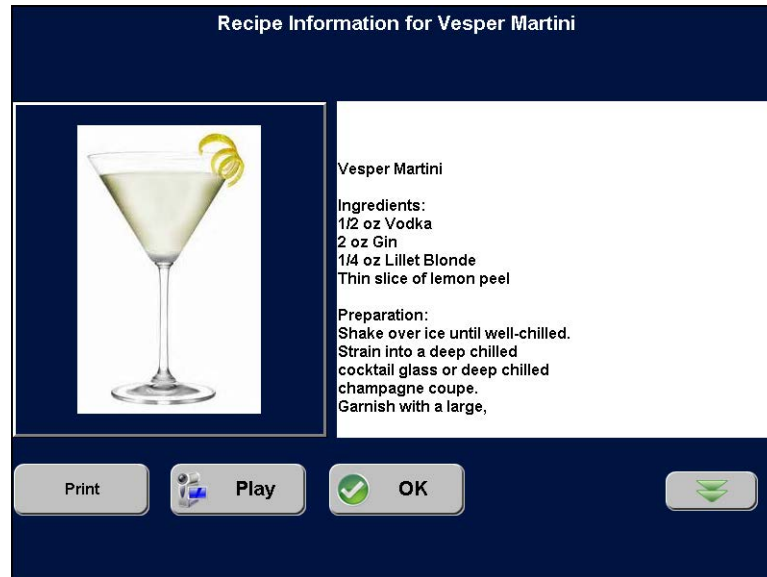 Recipe Information for Vesper Martini
Vesper Martini
Ingredients:
1/2 oz Vodka
2 oz Gin
1/4 oz Lillet Blonde
Thin slice of lemon peel
Preparation:
Shake over ice until well-chilled.
Strain into a deep chilled
cocktail glass or deep chilled
champagne coupe.
Garnish with a large,
Print
Play
OK